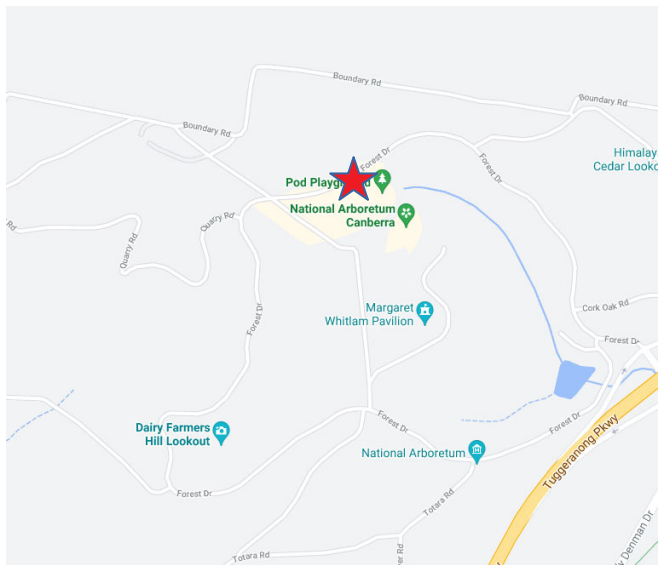 Boundary Rd
Boundary Rd
Boundary Rd
Himalay
Cedar Looko
Forest Dr
Forest Dr
Pod Playg
National Arboretum
Canberra
Quarry Rd
Quarry Rd
Forest Dr
Margaret
Whitlam Pavilion
Cork Oak Rd
Forest Dr
Dairy Farmers
Hill Lookout
Forest Dr
Forest Dr
National Arboretum
Tuggeranong Pkwy
Forest Dr
Totara Rd
Totara Rd
er Rd
y Denman Dr